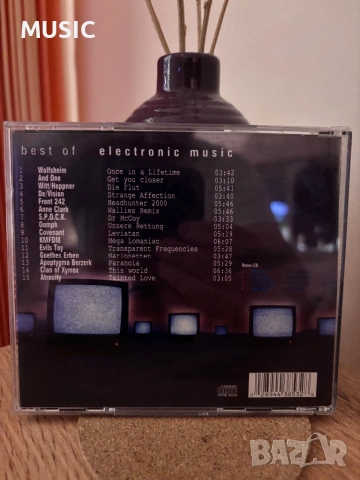 MUSIC
best of electronic music
1 Wolfsheim Once in a Lifetime 03:42
2 And One Get you closer 03:10
3 Witt/Heppner Die Flut 05:41
4 De/Vision Strange Affection 05:40
5 Front 242 Headhunter 2000 05:01
6 Anne Clark Wallies Remix 05:46
7 S.P.O.C.K. Dr McCoy 03:33
8 Oomph Unsere Rettung 05:04
9 Covenant Leviatan 05:19
10 KMFDM Mega Lomaniac 06:07
11 Evils Toy Transparent Frequencies 05:28
12 Goethes Erben Marionetten 03:21
13 Apoptygma Berzerk Paranoia 05:29
14 Clan of Xymox This world 06:36
15 Atrocity Tainted Love 03:05
BAZAR